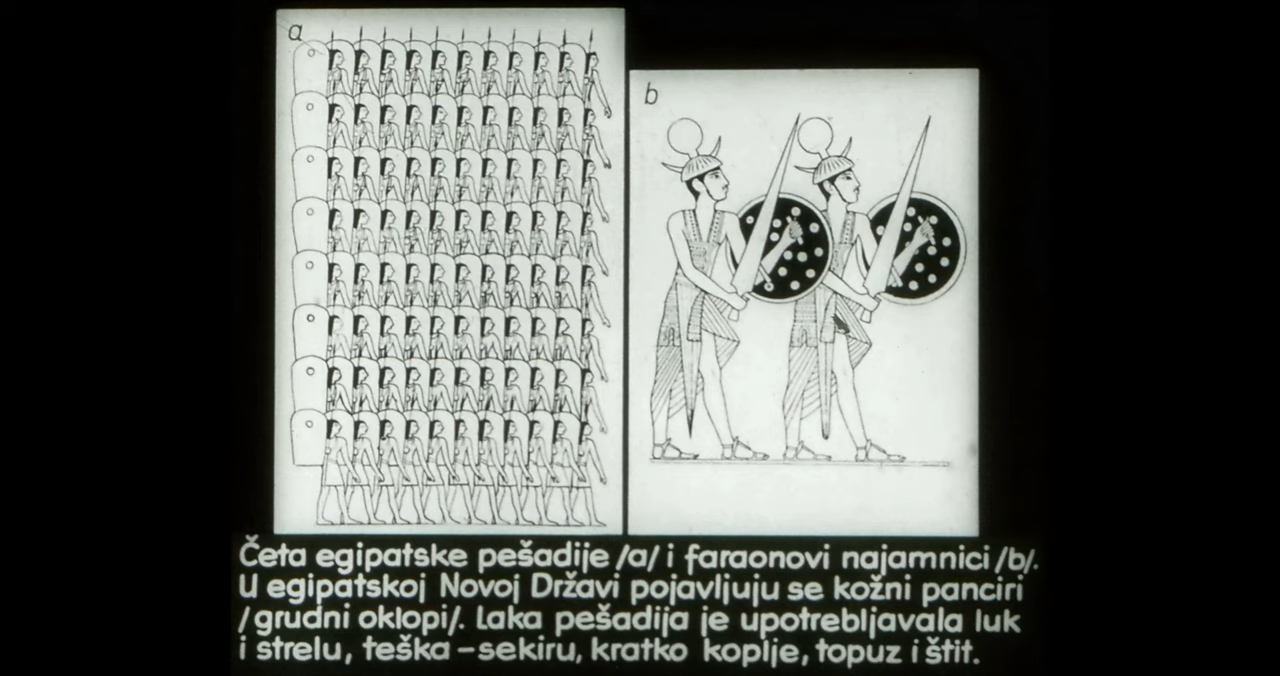 a
b
Četa egipatske pešadije /a/ i faraonovi najamnici /b/.
U egipatskoj Novoj Državi pojavljuju se kožni panciri
/grudni oklopi/. Laka pešadija je upotrebljavala luk
i strelu, teška – sekiru, kratko koplje, topuz i štit.